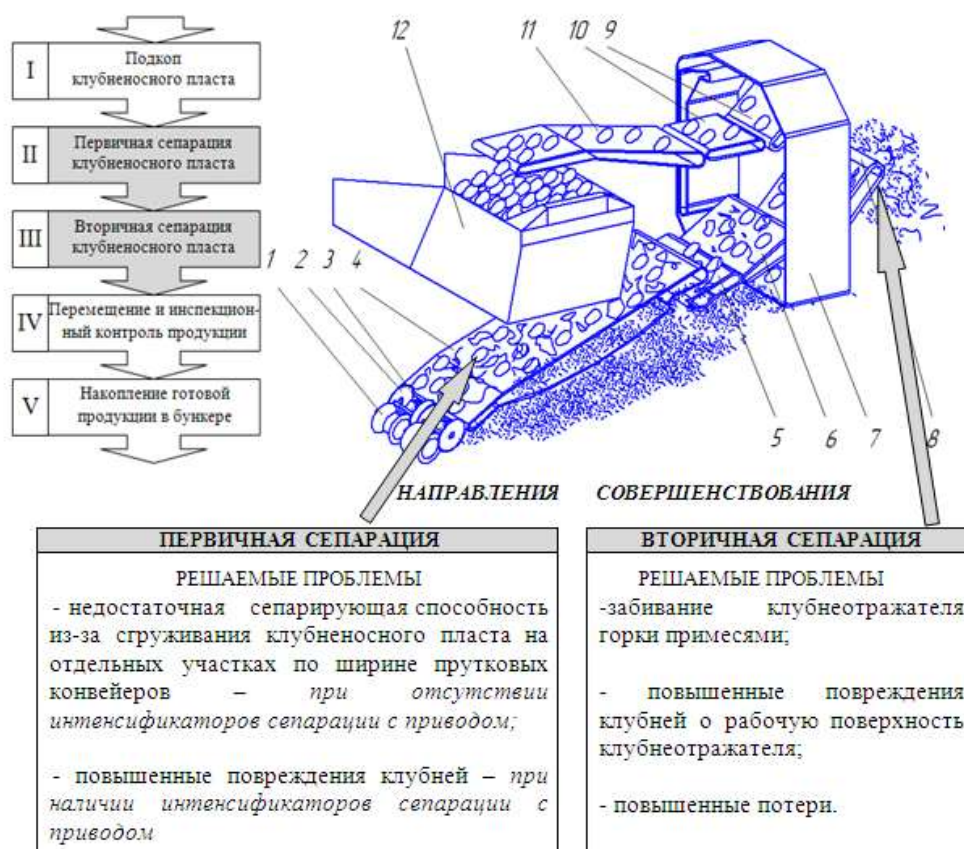 I
Подкоп
клубненосного пласта
II
Первичная сепарация
клубненосного пласта
III
Вторичная сепарация
клубненосного пласта
IV
Перемещение и инспекцион-
ный контроль продукции
V
Накопление готовой
продукции в бункере
12 11 10 9
1 2 3 4
5 6 7 8
НАПРАВЛЕНИЯ СОВЕРШЕНСТВОВАНИЯ
ПЕРВИЧНАЯ СЕПАРАЦИЯ
РЕШАЕМЫЕ ПРОБЛЕМЫ
- недостаточная сепарирующая способность
из-за сгруживания клубненосного пласта на
отдельных участках по ширине прутковых
конвейеров – при отсутствии
интенсификаторов сепарации с приводом;
- повышенные повреждения клубней – при
наличии интенсификаторов сепарации с
приводом
ВТОРИЧНАЯ СЕПАРАЦИЯ
РЕШАЕМЫЕ ПРОБЛЕМЫ
-забивание клубнеотражателя
горки примесями;
- повышенные повреждения
клубней о рабочую поверхность
клубнеотражателя;
- повышенные потери.